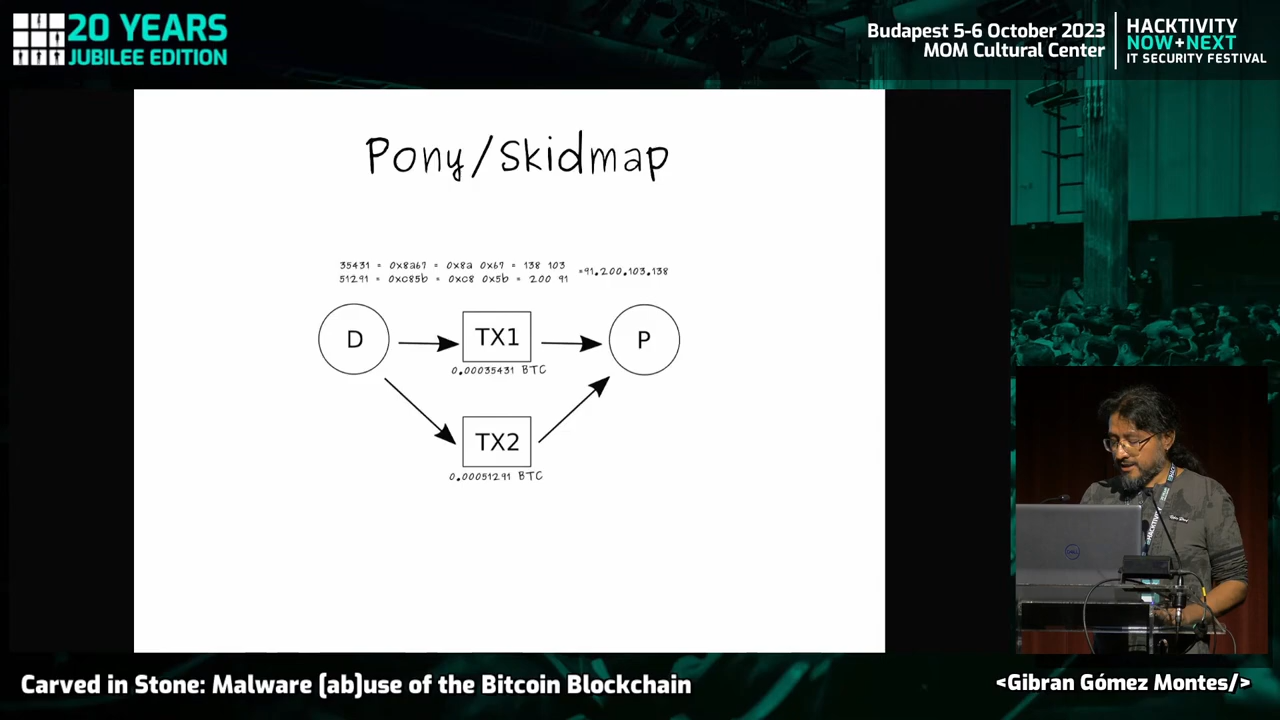 20 YEARS
JUBILEE EDITION
Budapest 5-6 October 2023
MOM Cultural Center
HACKTIVITY
NOW+NEXT
IT SECURITY FESTIVAL
Pony/Skidmap
35431 = 0x8a67 = 0x8a 0x67 = 138 103
51291 = 0xc85b = 0xc8 0x5b = 200 91
=91.200.103.138
D
TX1
P
0.00035431 BTC
TX2
0.00051291 BTC
Carved in Stone: Malware [ab]use of the Bitcoin Blockchain
<Gibran Gómez Montes/>